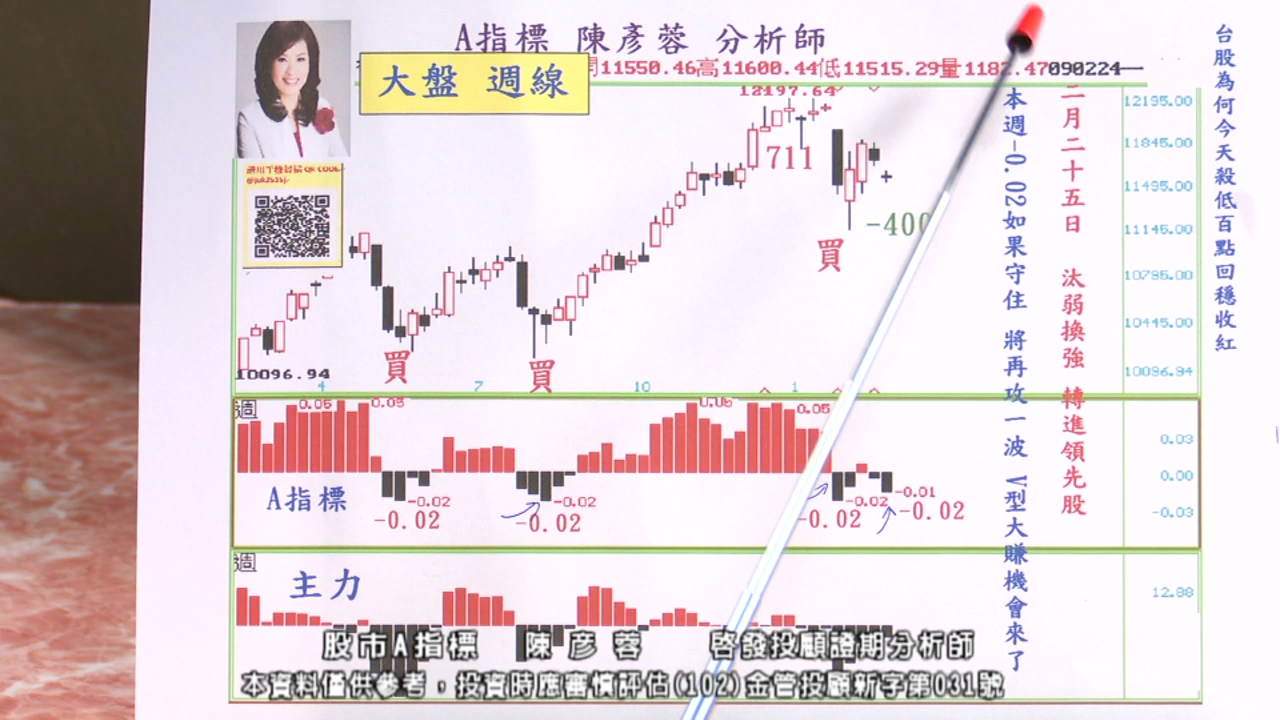 A指標 陳彥蓉 分析師
大盤 週線
11550.46高11600.44低11515.29量1182.47090224
12197.64
711
-400
買
買
買
10096.94
4
7
10
1
12195.00
11845.00
11495.00
11145.00
10795.00
10445.00
10096.94
週
0.05
0.05
0.06
0.05
A指標
-0.02
-0.02
-0.02
-0.02
-0.02
-0.02
-0.01
-0.02
0.03
0.00
-0.03
週
主力
12.88
台股為何今天殺低百點回穩收紅
二月二十五日 汰弱換強 轉進領先股
本週-0.02如果守住 將再攻一波 V型大賺機會來了
股市A指標 陳彥蓉 啓發投顧證期分析師
本資料僅供參考，投資時應審慎評估(102)金管投顧新字第031號